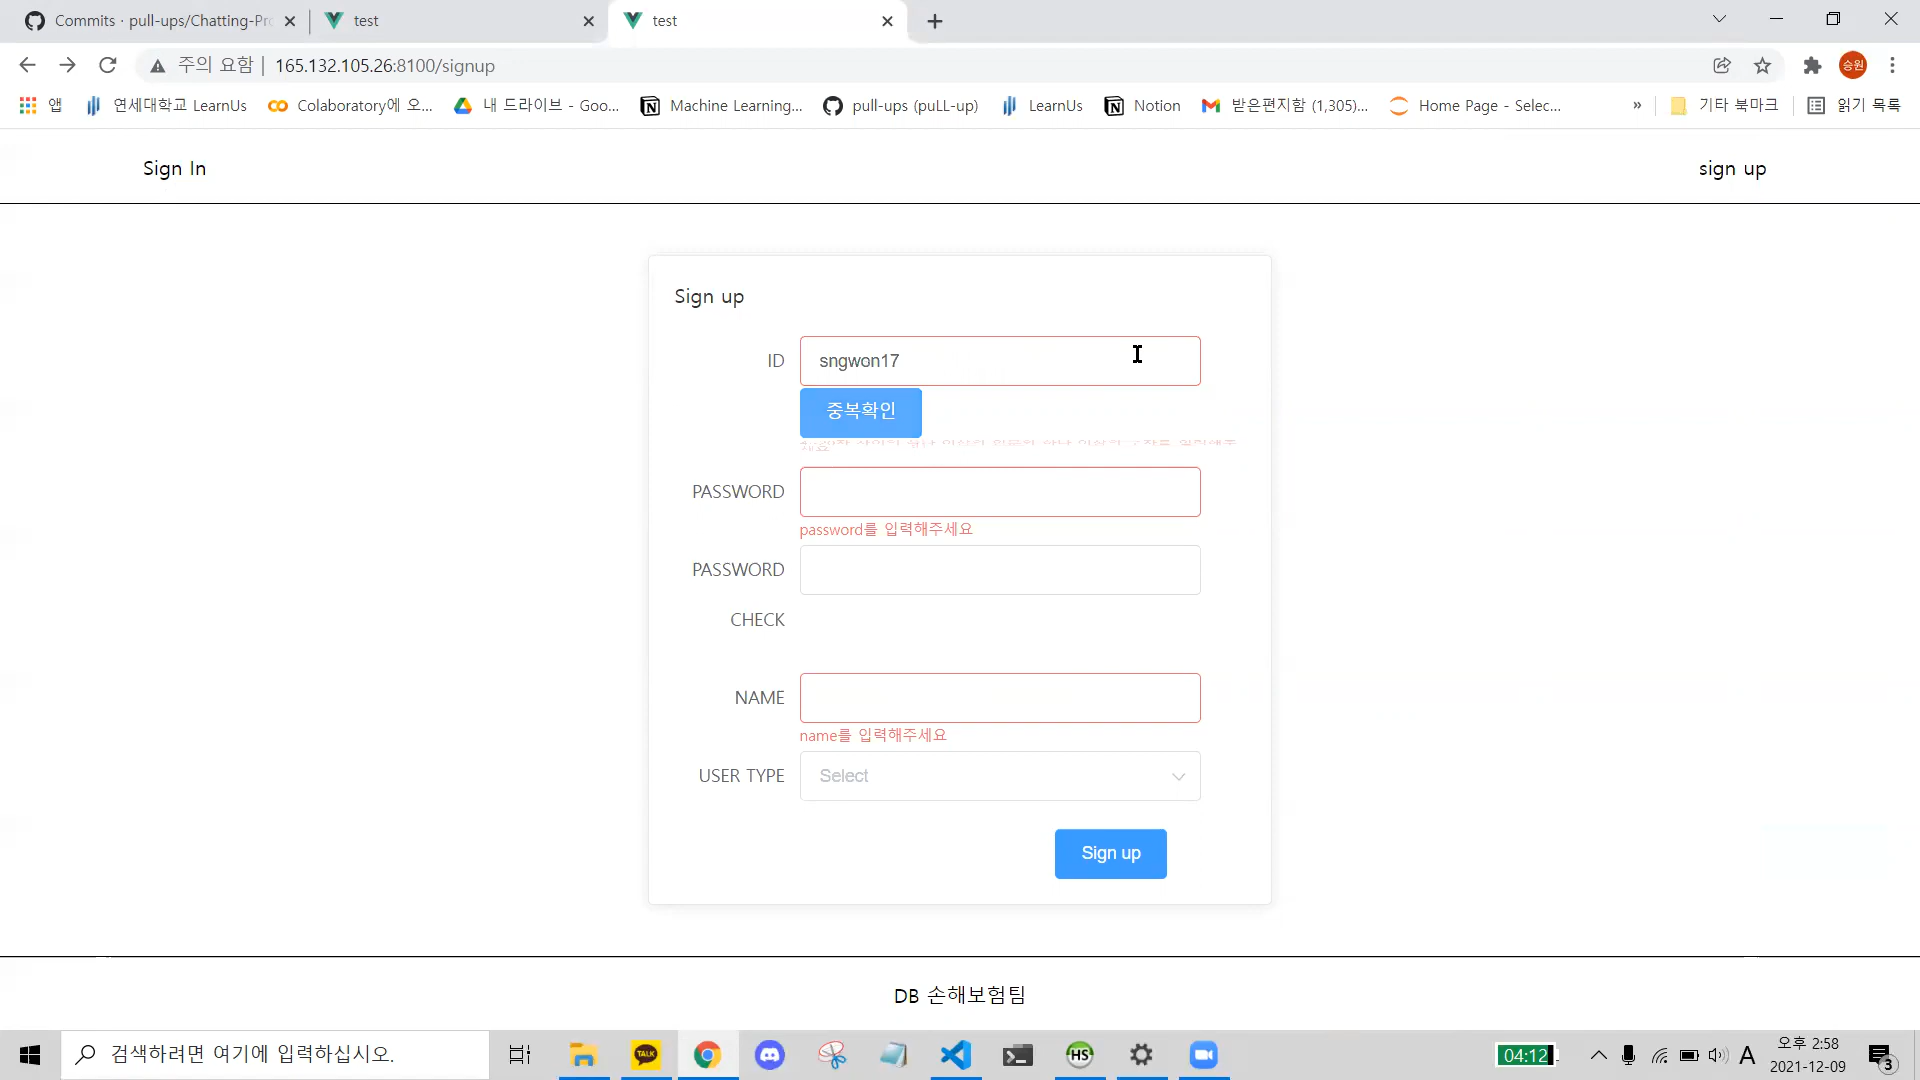 Commits · pull-ups/Chatting-Pro
test
test
주의 요함 | 165.132.105.26:8100/signup
승원
앱
연세대학교 LearnUs
Colaboratory에 오...
내 드라이브 - Goo...
Machine Learning...
pull-ups (puLL-up)
LearnUs
Notion
받은편지함 (1,305)...
Home Page - Selec...
»
기타 북마크
읽기 목록
Sign In
sign up
Sign up
ID
sngwon17
중복확인
PASSWORD
password를 입력해주세요
PASSWORD
CHECK
NAME
name를 입력해주세요
USER TYPE
Select
Sign up
DB 손해보험팀
검색하려면 여기에 입력하십시오.
TALK
HS
04:12
A
오후 2:58
2021-12-09
3